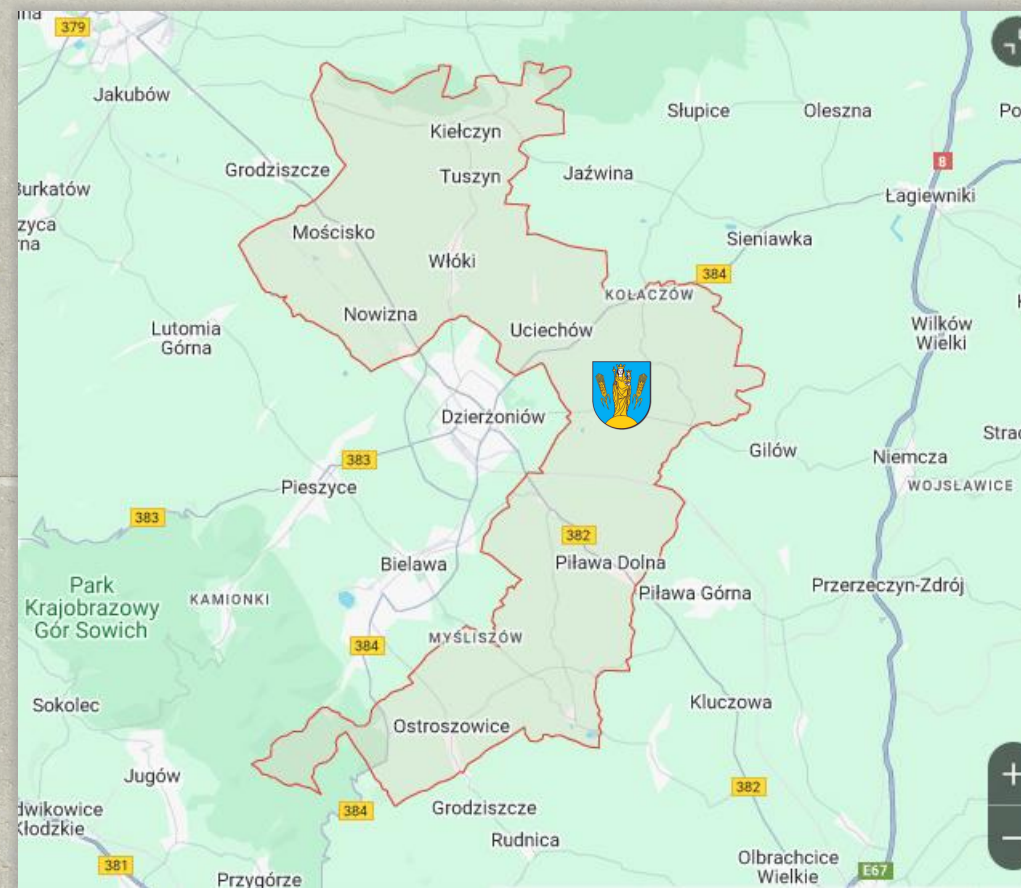 379
Jakubów
Słupice
Oleszna
Kiełczyn
Grodziszcze
Tuszyn
Jaźwina
8
Łagiewniki
Mościsko
Sieniawka
Włóki
384
KOŁACZÓW
Nowizna
Uciechów
Lutomia
Górna
Wilków
Wielki
Dzierżoniów
Gilów
Niemcza
383
Pieszyce
WOJSŁAWICE
383
382
Bielawa
Piława Dolna
Park
Krajobrazowy
Gór Sowich
KAMIONKI
Piława Górna
Przerzeczyn-Zdrój
MYŚLISZÓW
384
Sokolec
Kluczowa
Ostroszowice
Jugów
382
384
Grodziszcze
Rudnica
381
Olbrachcice
Wielkie
E67
Przygórze